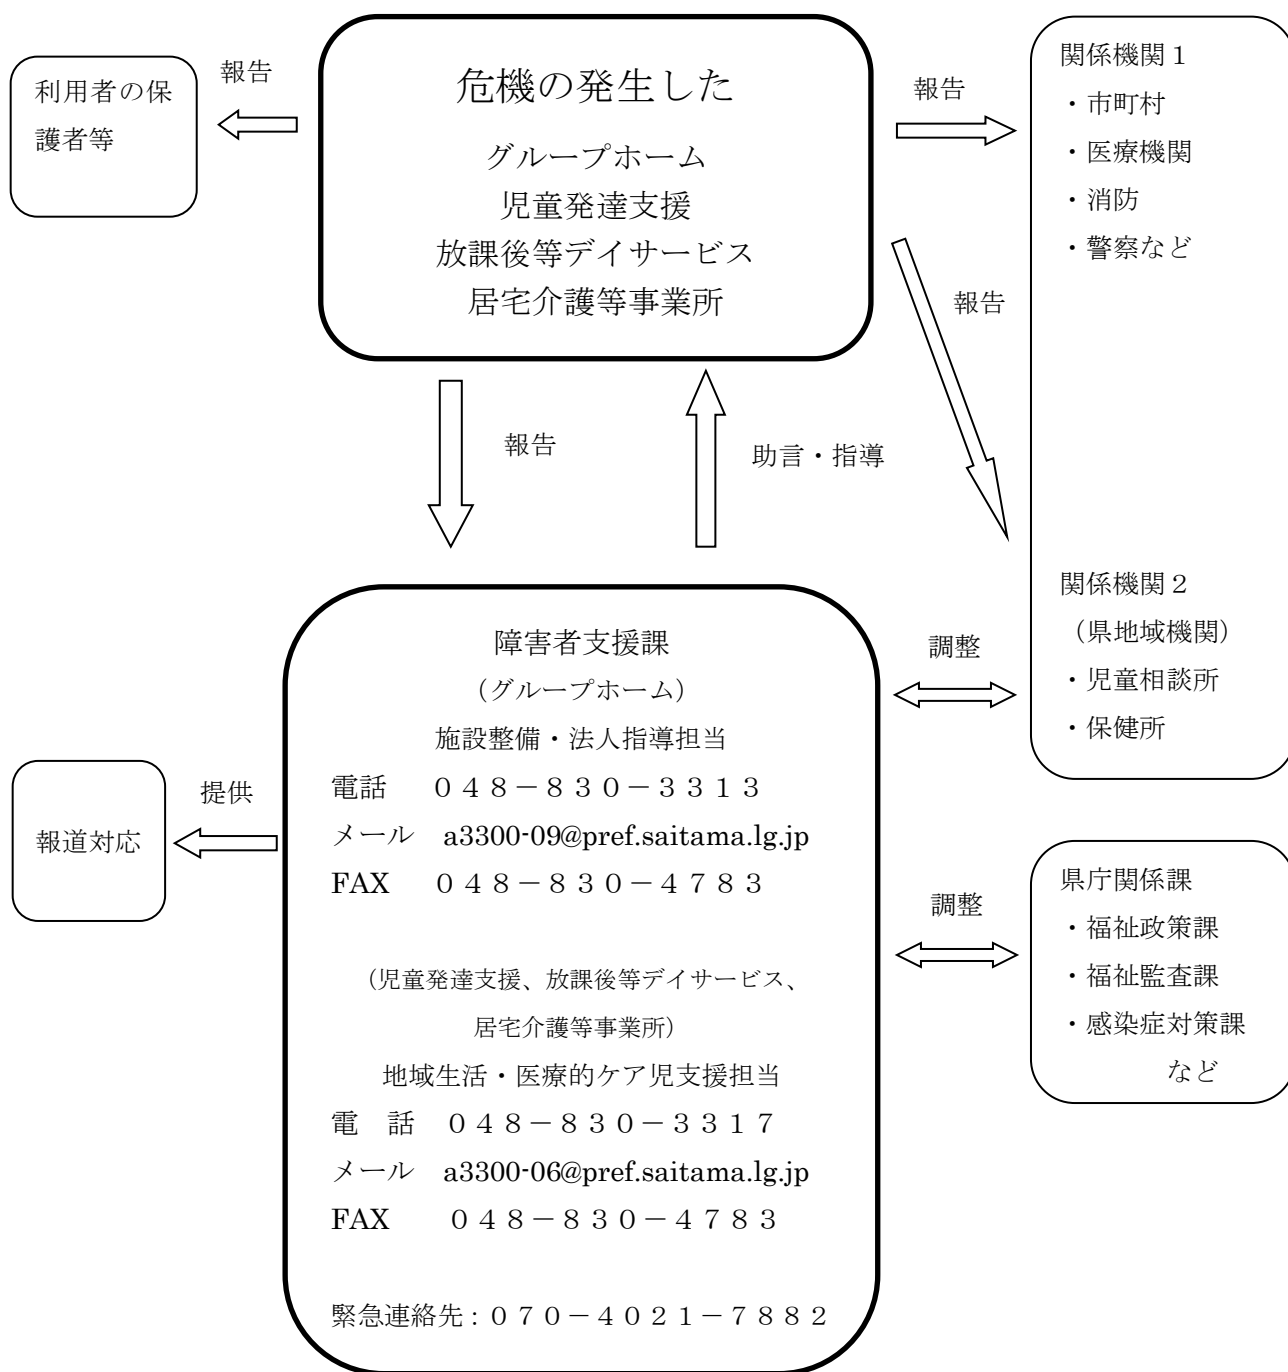 報告
利用者の保
護者等
危機の発生した
グループホーム
児童発達支援
放課後等デイサービス
居宅介護等事業所
報告
関係機関１
・市町村
・医療機関
・消防
・警察など
報告
報告
助言・指導
関係機関２
（県地域機関）
・児童相談所
・保健所
調整
障害者支援課
（グループホーム）
施設整備・法人指導担当
電話　０４８－８３０－３３１３
メール　a3300-09@pref.saitama.lg.jp
FAX　０４８－８３０－４７８３
（児童発達支援、放課後等デイサービス、
居宅介護等事業所）
地域生活・医療的ケア児支援担当
電　話　０４８－８３０－３３１７
メール　a3300-06@pref.saitama.lg.jp
FAX　０４８－８３０－４７８３
緊急連絡先：０７０－４０２１－７８８２
提供
報道対応
調整
県庁関係課
・福祉政策課
・福祉監査課
・感染症対策課
など